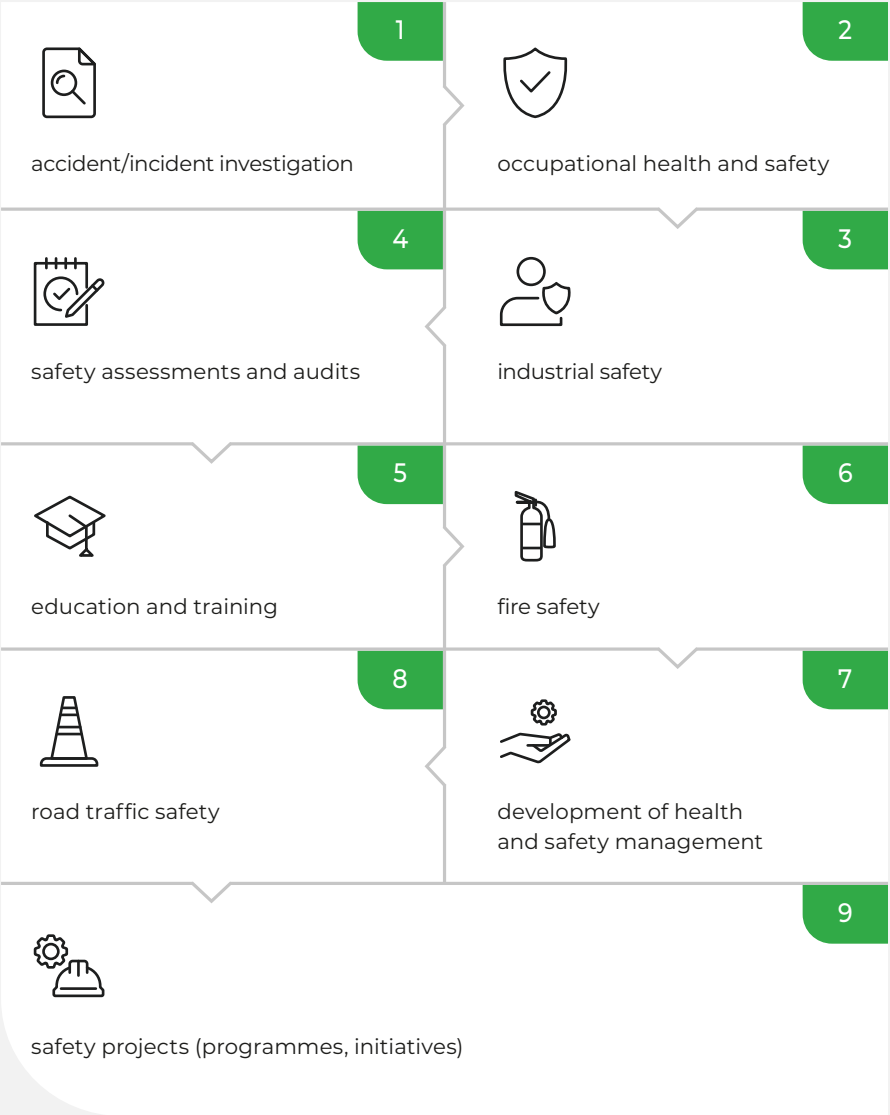 1
accident/incident investigation
2
occupational health and safety
3
industrial safety
4
safety assessments and audits
5
education and training
6
fire safety
7
development of health
and safety management
8
road traffic safety
9
safety projects (programmes, initiatives)